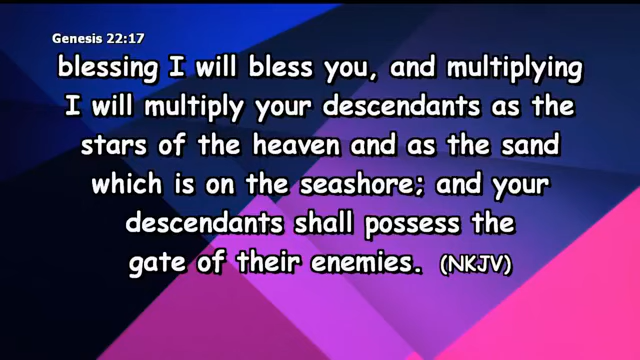 Genesis 22:17
blessing I will bless you, and multiplying
I will multiply your descendants as the
stars of the heaven and as the sand
which is on the seashore; and your
descendants shall possess the
gate of their enemies. (NKJV)